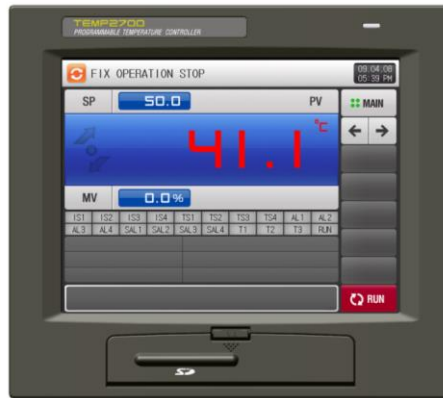 TEMP2700
PROGRAMMABLE TEMPERATURE CONTROLLER
FIX OPERATION STOP
09.04.08
05:39 PM
SP 50.0 PV
MAIN
°C
41.1
MV 0.0%
IS1 IS2 IS3 IS4 TS1 TS2 TS3 TS4 AL1 AL2
AL3 AL4 SAL1 SAL2 SAL3 SAL4 T1 T2 T3 RUN
RUN
SD